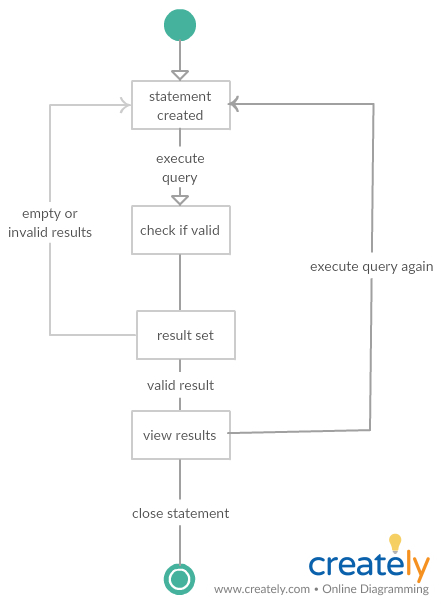 statement
created
execute
query
empty or
invalid results
check if valid
execute query again
result set
valid result
view results
close statement
creately
www.creately.com • Online Diagramming